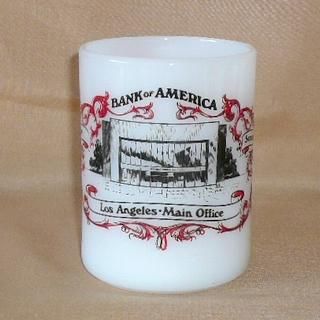 BANK OF AMERICA
Los Angeles · Main Office